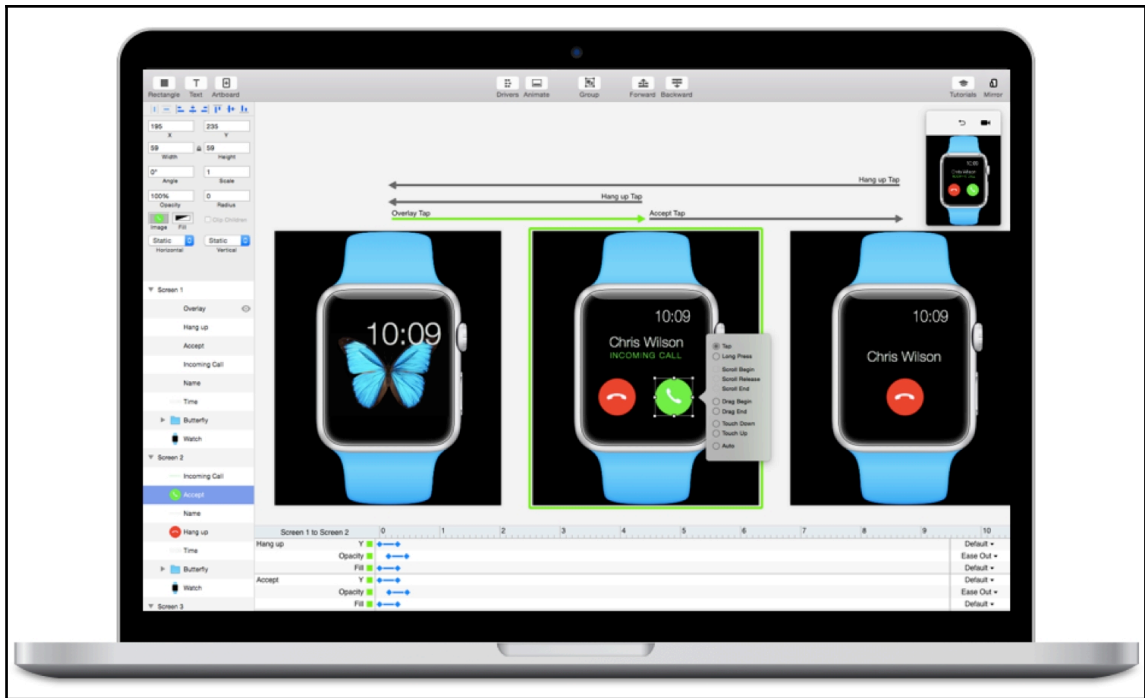 Rectangle Text Artboard Drivers Animate Group Forward Backward Tutorials Mirror
195 235
X Y
59 59
Width Height
0° 1
Angle Scale
100% 0
Opacity Radius
Clip Children
Image Fill
Static Static
Horizontal Vertical
Screen 1
Overlay
Hang up
Accept
Incoming Call
Name
Time
Butterfly
Watch
Screen 2
Incoming Call
Accept
Name
Hang up
Time
Butterfly
Watch
Screen 3
Hang up Tap
Hang up Tap
Overlay Tap Accept Tap
10:09
10:09
Chris Wilson
INCOMING CALL
Tap
Long Press
Scroll Begin
Scroll Release
Scroll End
Drag Begin
Drag End
Touch Down
Touch Up
Auto
10:09
Chris Wilson
10:09
Chris Wilson
Screen 1 to Screen 2 0 1 2 3 4 5 6 7 8 9 10
Hang up Y Default
Opacity Ease Out
Fill Default
Accept Y Default
Opacity Ease Out
Fill Default